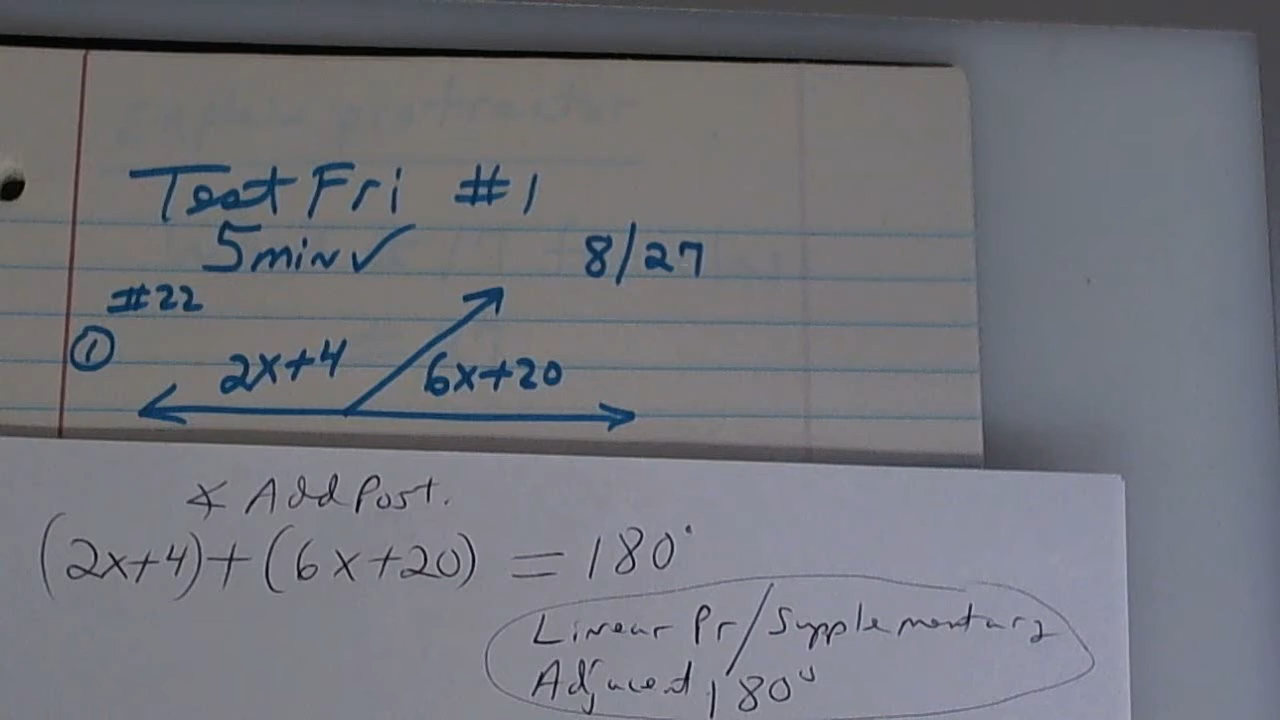 Test Fri #1
5min✓ 8/27
#22
① 2x+4 6x+20
∡ Add Post.
(2x+4)+(6x+20) = 180°
Linear Pr/Supplementary
Adjacent 180°